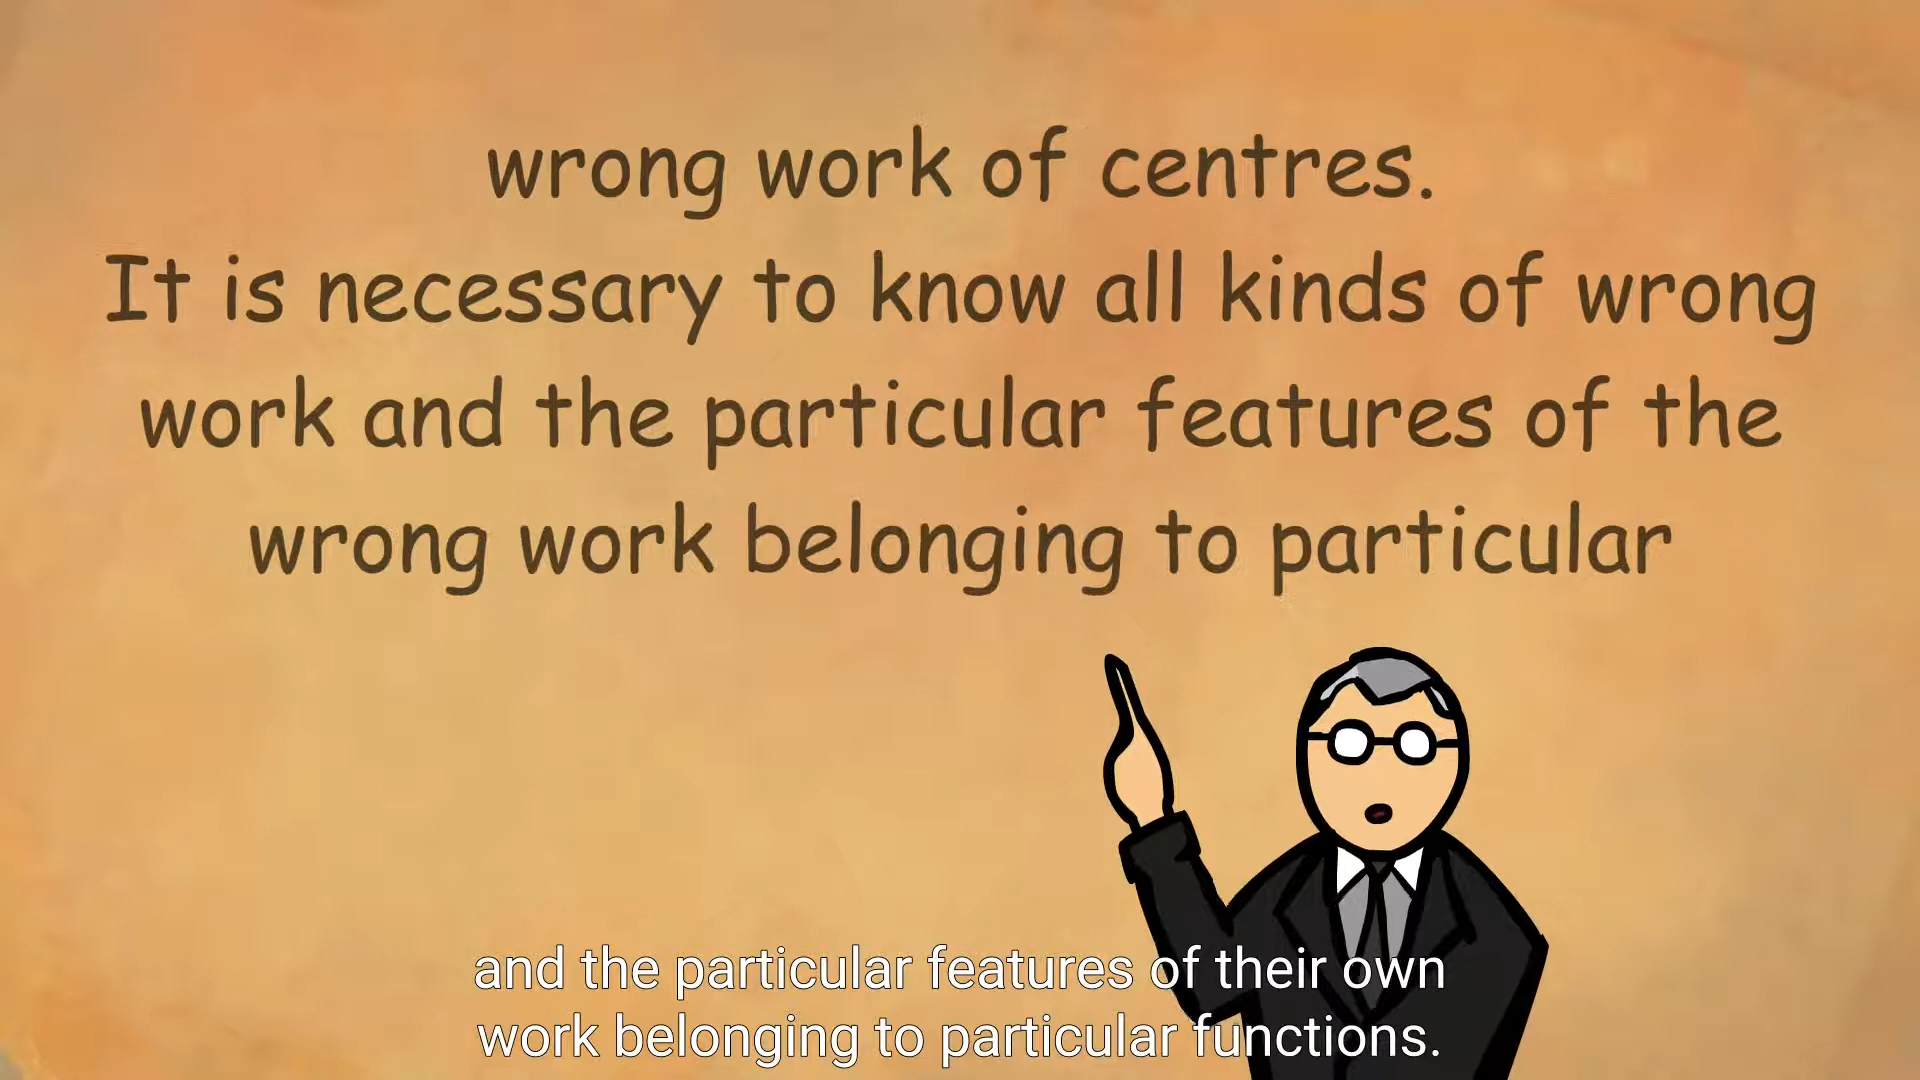 wrong work of centres.
It is necessary to know all kinds of wrong
work and the particular features of the
wrong work belonging to particular
and the particular features of their own
work belonging to particular functions.